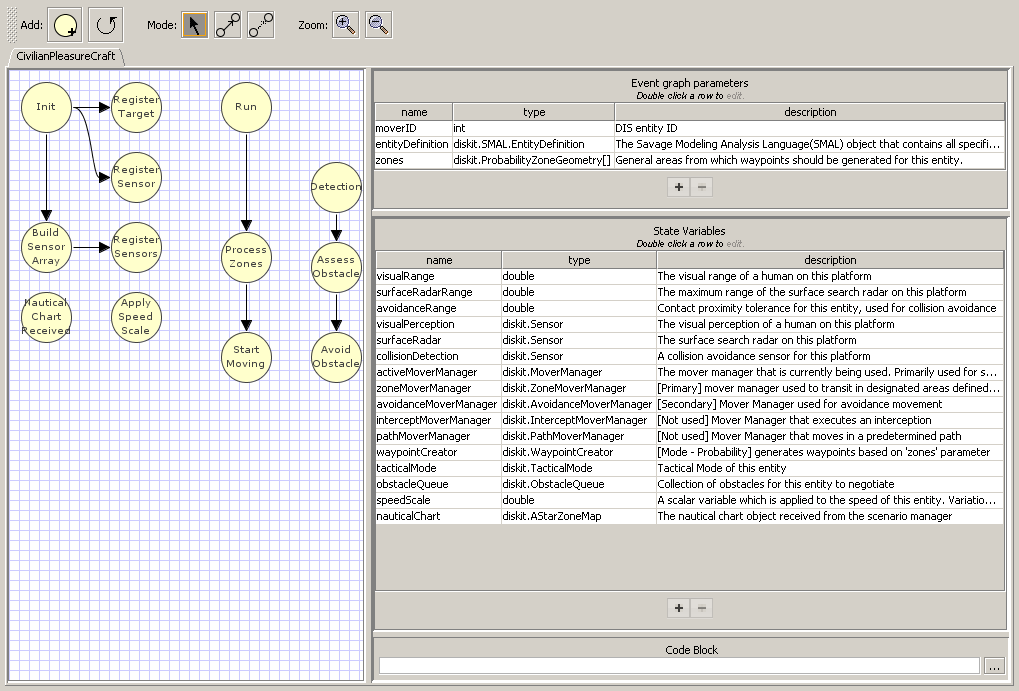 Add: Mode: Zoom:
CivilianPleasureCraft
Init
Register
Target
Run
Register
Sensor
Detection
Build
Sensor
Array
Register
Sensors
Process
Zones
Assess
Obstacle
Nautical
Chart
Received
Apply
Speed
Scale
Start
Moving
Avoid
Obstacle
Event graph parameters
Double click a row to edit.
name type description
moverID int DIS entity ID
entityDefinition diskit.SMAL.EntityDefinition The Savage Modeling Analysis Language(SMAL) object that contains all specifi...
zones diskit.ProbabilityZoneGeometry[] General areas from which waypoints should be generated for this entity.
+ −
State Variables
Double click a row to edit.
name type description
visualRange double The visual range of a human on this platform
surfaceRadarRange double The maximum range of the surface search radar on this platform
avoidanceRange double Contact proximity tolerance for this entity, used for collision avoidance
visualPerception diskit.Sensor The visual perception of a human on this platform
surfaceRadar diskit.Sensor The surface search radar on this platform
collisionDetection diskit.Sensor A collision avoidance sensor for this platform
activeMoverManager diskit.MoverManager The mover manager that is currently being used. Primarily used for s...
zoneMoverManager diskit.ZoneMoverManager [Primary] mover manager used to transit in designated areas defined...
avoidanceMoverManager diskit.AvoidanceMoverManager [Secondary] Mover Manager used for avoidance movement
interceptMoverManager diskit.InterceptMoverManager [Not used] Mover Manager that executes an interception
pathMoverManager diskit.PathMoverManager [Not used] Mover Manager that moves in a predetermined path
waypointCreator diskit.WaypointCreator [Mode - Probability] generates waypoints based on 'zones' parameter
tacticalMode diskit.TacticalMode Tactical Mode of this entity
obstacleQueue diskit.ObstacleQueue Collection of obstacles for this entity to negotiate
speedScale double A scalar variable which is applied to the speed of this entity. Variatio...
nauticalChart diskit.AStarZoneMap The nautical chart object received from the scenario manager
+ −
Code Block
...